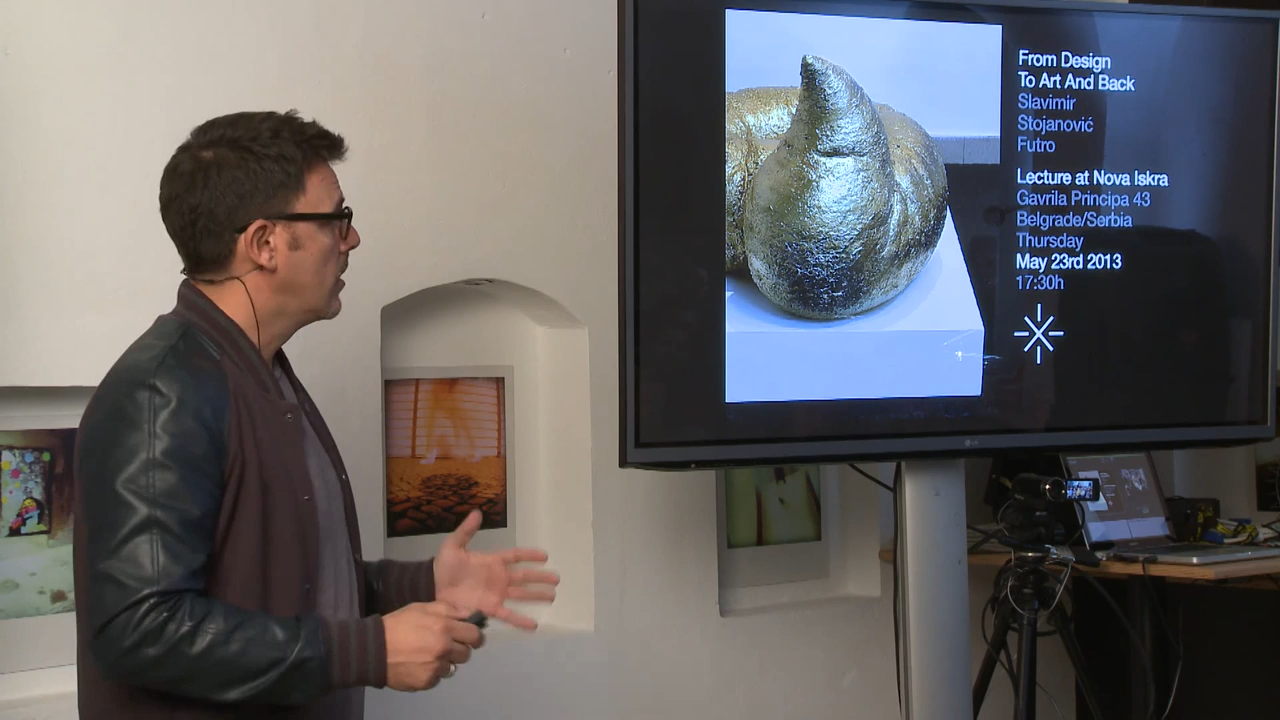 From Design
To Art And Back
Slavimir
Stojanović
Futro
Lecture at Nova Iskra
Gavrila Principa 43
Belgrade/Serbia
Thursday
May 23rd 2013
17:30h
LG